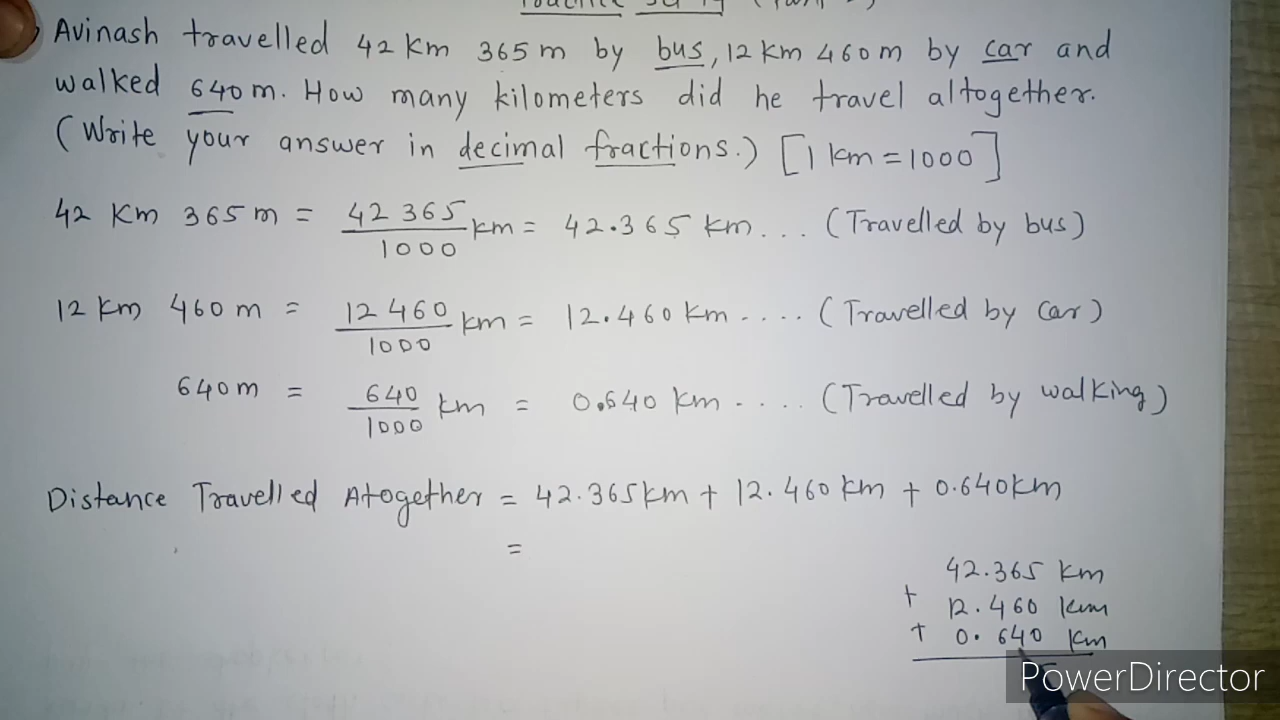 Avinash travelled 42 Km 365 m by bus, 12 km 460 m by car and
walked 640 m. How many kilometers did he travel altogether.
(Write your answer in decimal fractions.) [1 km = 1000]
42 Km 365 m = 42 365 / 1000 km = 42.365 km... (Travelled by bus)
12 Km 460 m = 12 460 / 1000 km = 12.460 km.... (Travelled by Car)
640 m = 640 / 1000 km = 0.640 km.... (Travelled by walking)
Distance Travelled Atogether = 42.365 km + 12.460 km + 0.640 km
=
42.365 km
+ 12.460 km
+ 0.640 km
PowerDirector